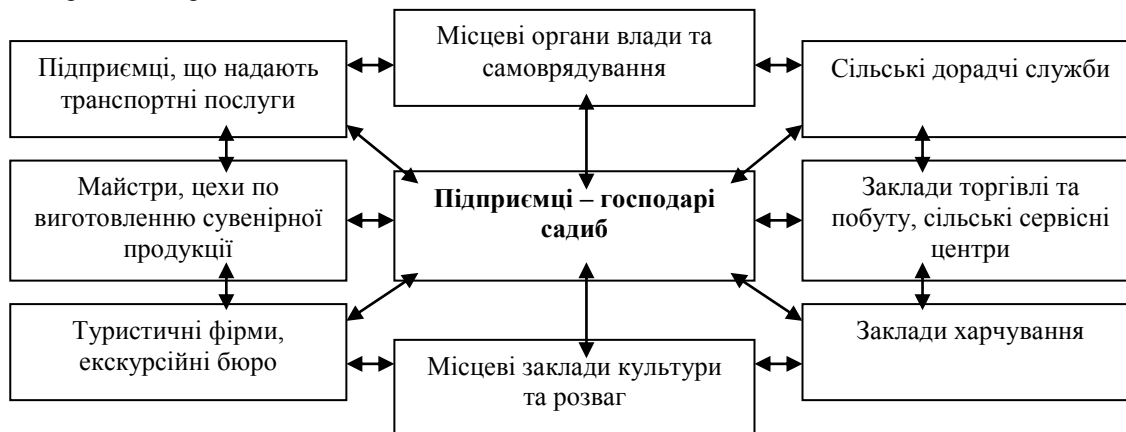 Місцеві органи влади та
самоврядування
Підприємці, що надають
транспортні послуги
Сільські дорадчі служби
Майстри, цехи по
виготовленню сувенірної
продукції
Підприємці – господарі
садиб
Заклади торгівлі та
побуту, сільські сервісні
центри
Туристичні фірми,
екскурсійні бюро
Місцеві заклади культури
та розваг
Заклади харчування